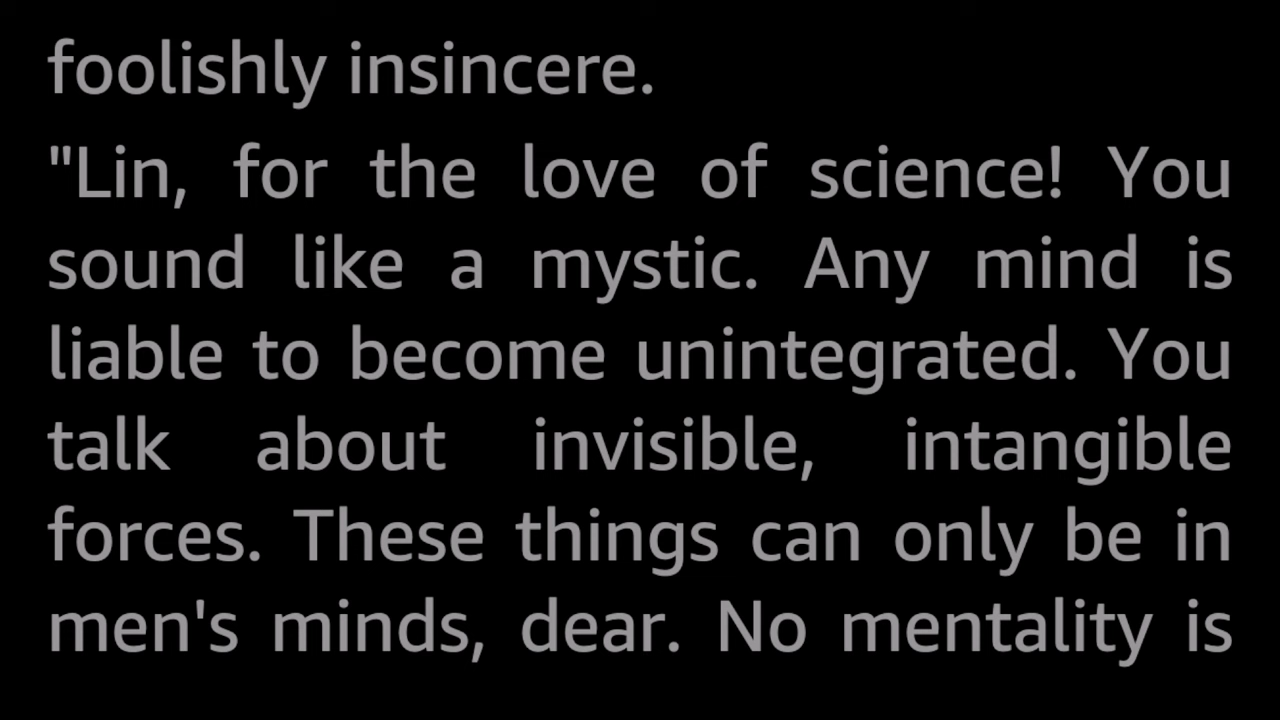 foolishly insincere.
"Lin, for the love of science! You
sound like a mystic. Any mind is
liable to become unintegrated. You
talk about invisible, intangible
forces. These things can only be in
men's minds, dear. No mentality is